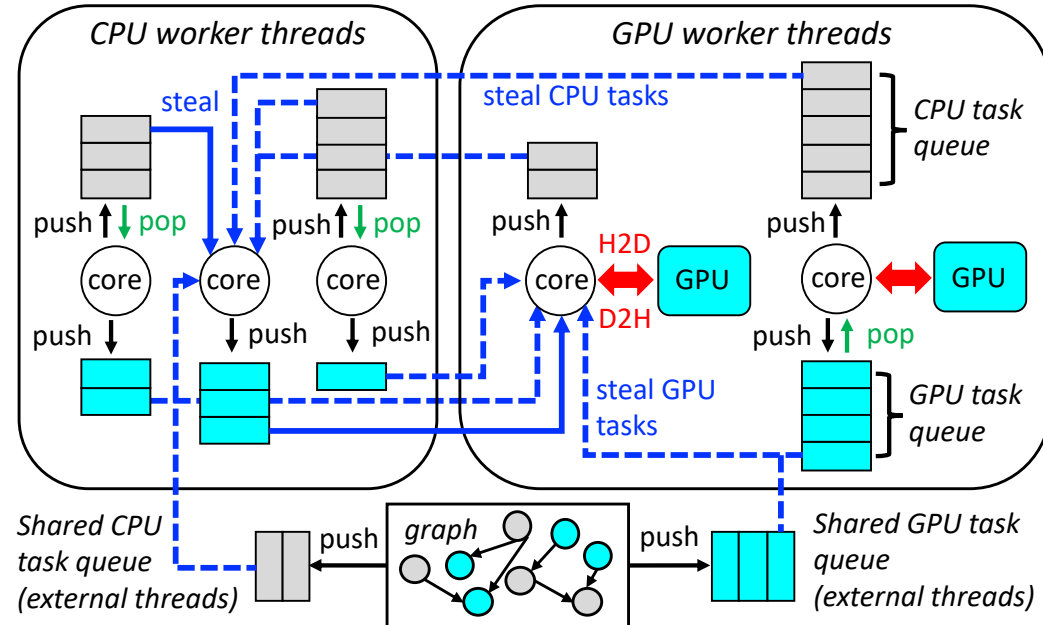 CPU worker threads
GPU worker threads
steal
steal CPU tasks
CPU task
queue
push
pop
push
pop
push
push
core
core
core
core
H2D
D2H
GPU
core
GPU
push
push
push
push
pop
steal GPU
tasks
GPU task
queue
Shared CPU
task queue
(external threads)
push
graph
push
Shared GPU task
queue
(external threads)